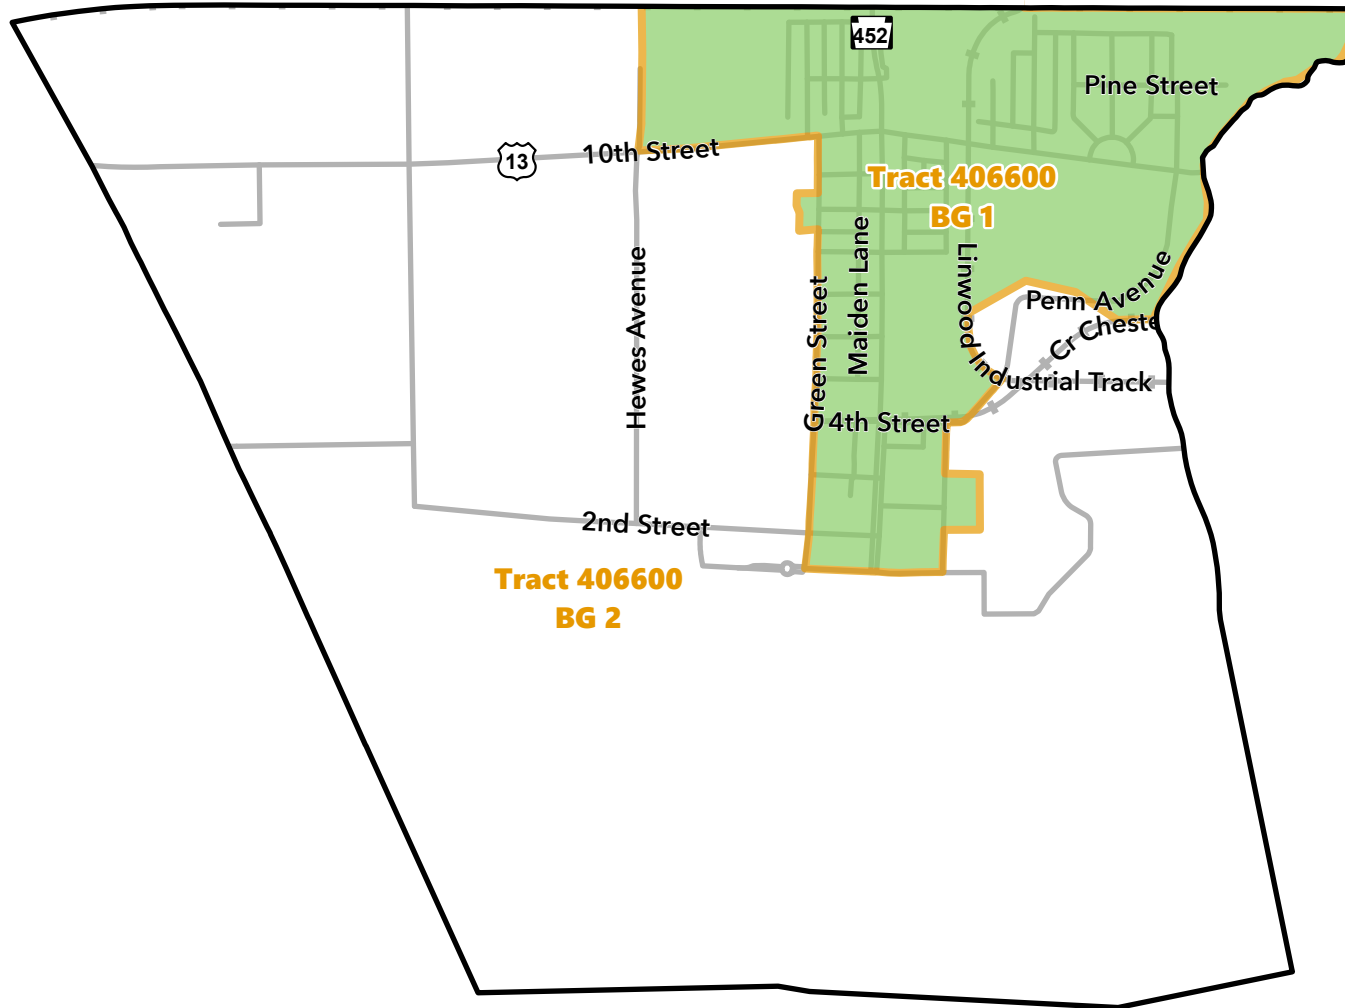 452
Pine Street
13
10th Street
Tract 406600
BG 1
Maiden Lane
Linwood Industrial Track
Hewes Avenue
Green Street
Penn Avenue
Cr Cheste
4th Street
2nd Street
Tract 406600
BG 2